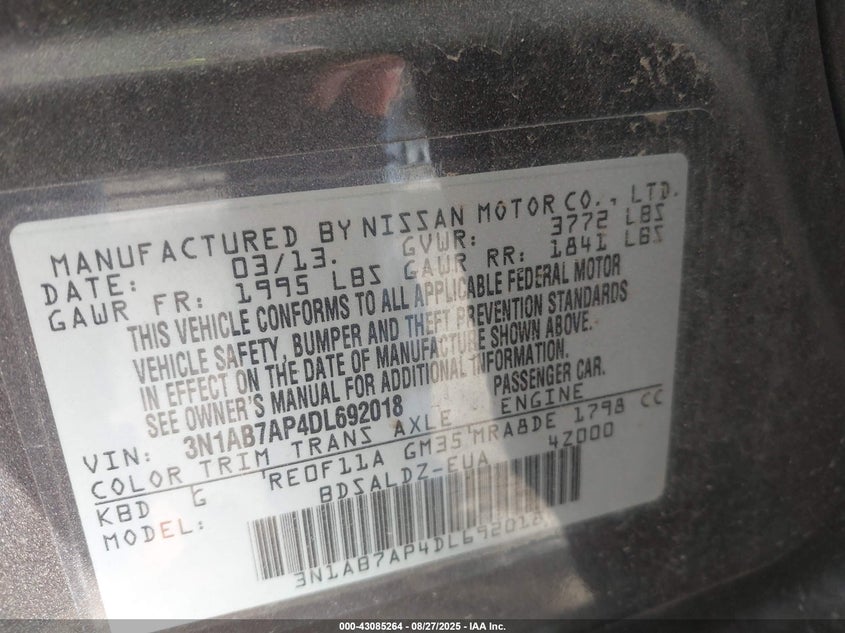 MANUFACTURED BY NISSAN MOTOR CO., LTD.
DATE: 03/13. GVWR: 3772 LBS
GAWR FR: 1995 LBS GAWR RR: 1841 LBS
THIS VEHICLE CONFORMS TO ALL APPLICABLE FEDERAL MOTOR
VEHICLE SAFETY, BUMPER AND THEFT PREVENTION STANDARDS
IN EFFECT ON THE DATE OF MANUFACTURE SHOWN ABOVE.
SEE OWNER'S MANUAL FOR ADDITIONAL INFORMATION.
VIN: 3N1AB7AP4DL692018 PASSENGER CAR.
COLOR TRIM TRANS AXLE ENGINE
KBD G RE0F11A GM35 MRA8DE 1798 CC
MODEL: BDSALDZ-EUA 4Z000
3N1AB7AP4DL692018
000-43085264 - 08/27/2025 - IAA Inc.